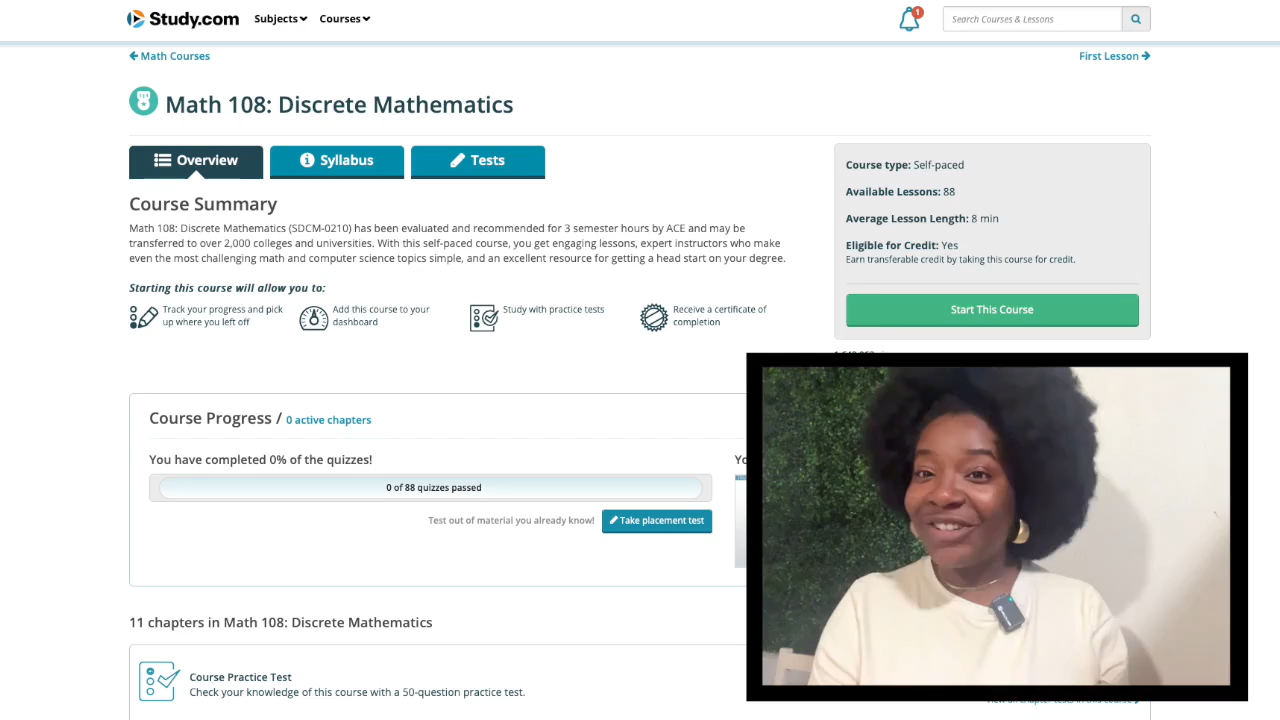 Study.com Subjects Courses 1 Search Courses & Lessons
Math Courses
First Lesson
Math 108: Discrete Mathematics
Overview Syllabus Tests
Course Summary
Math 108: Discrete Mathematics (SDCM-0210) has been evaluated and recommended for 3 semester hours by ACE and may be
transferred to over 2,000 colleges and universities. With this self-paced course, you get engaging lessons, expert instructors who make
even the most challenging math and computer science topics simple, and an excellent resource for getting a head start on your degree.
Starting this course will allow you to:
Track your progress and pick
up where you left off
Add this course to your
dashboard
Study with practice tests
Receive a certificate of
completion
Course type: Self-paced
Available Lessons: 88
Average Lesson Length: 8 min
Eligible for Credit: Yes
Earn transferable credit by taking this course for credit.
Start This Course
Course Progress / 0 active chapters
You have completed 0% of the quizzes!
0 of 88 quizzes passed
Test out of material you already know! Take placement test
Yo
11 chapters in Math 108: Discrete Mathematics
Course Practice Test
Check your knowledge of this course with a 50-question practice test.